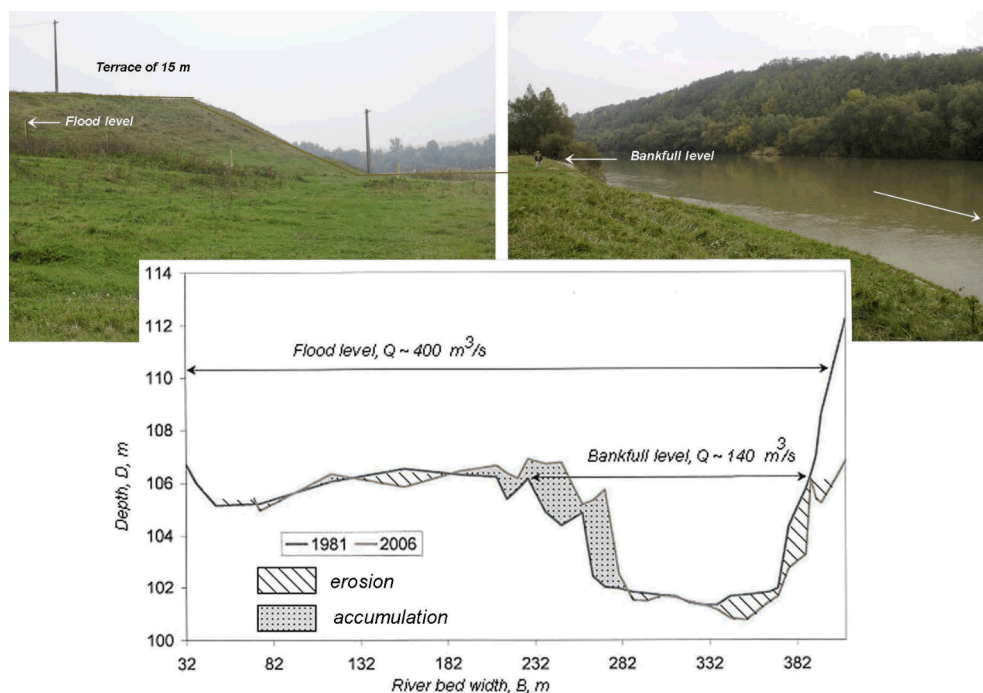 Terrace of 15 m
Flood level
Bankfull level
114
112
110
108
106
104
102
100
Depth, D, m
Flood level, Q ~ 400 m³/s
Bankfull level, Q ~ 140 m³/s
1981 2006
erosion
accumulation
32 82 132 182 232 282 332 382
River bed width, B, m